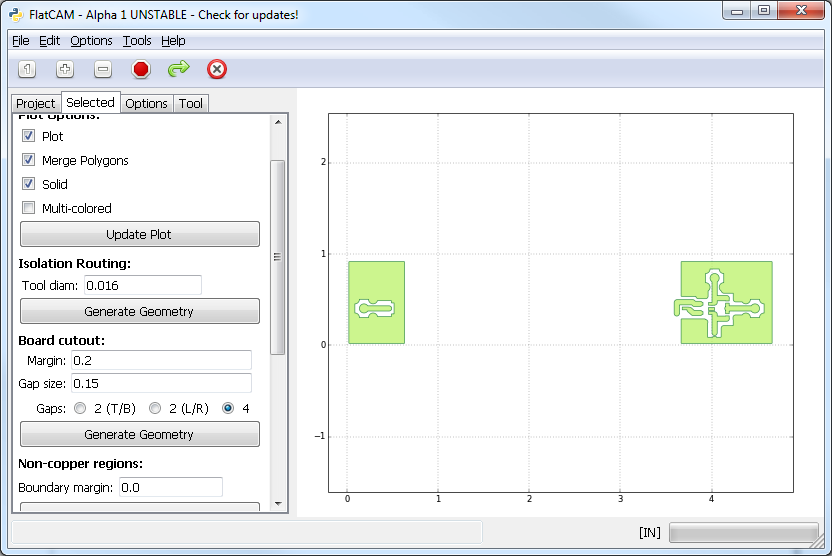 FlatCAM - Alpha 1 UNSTABLE - Check for updates!
File Edit Options Tools Help
1
Project Selected Options Tool
Plot Options:
Plot
Merge Polygons
Solid
Multi-colored
Update Plot
Isolation Routing:
Tool diam: 0.016
Generate Geometry
Board cutout:
Margin: 0.2
Gap size: 0.15
Gaps: 2 (T/B) 2 (L/R) 4
Generate Geometry
Non-copper regions:
Boundary margin: 0.0
2
1
0
−1
0 1 2 3 4
[IN]